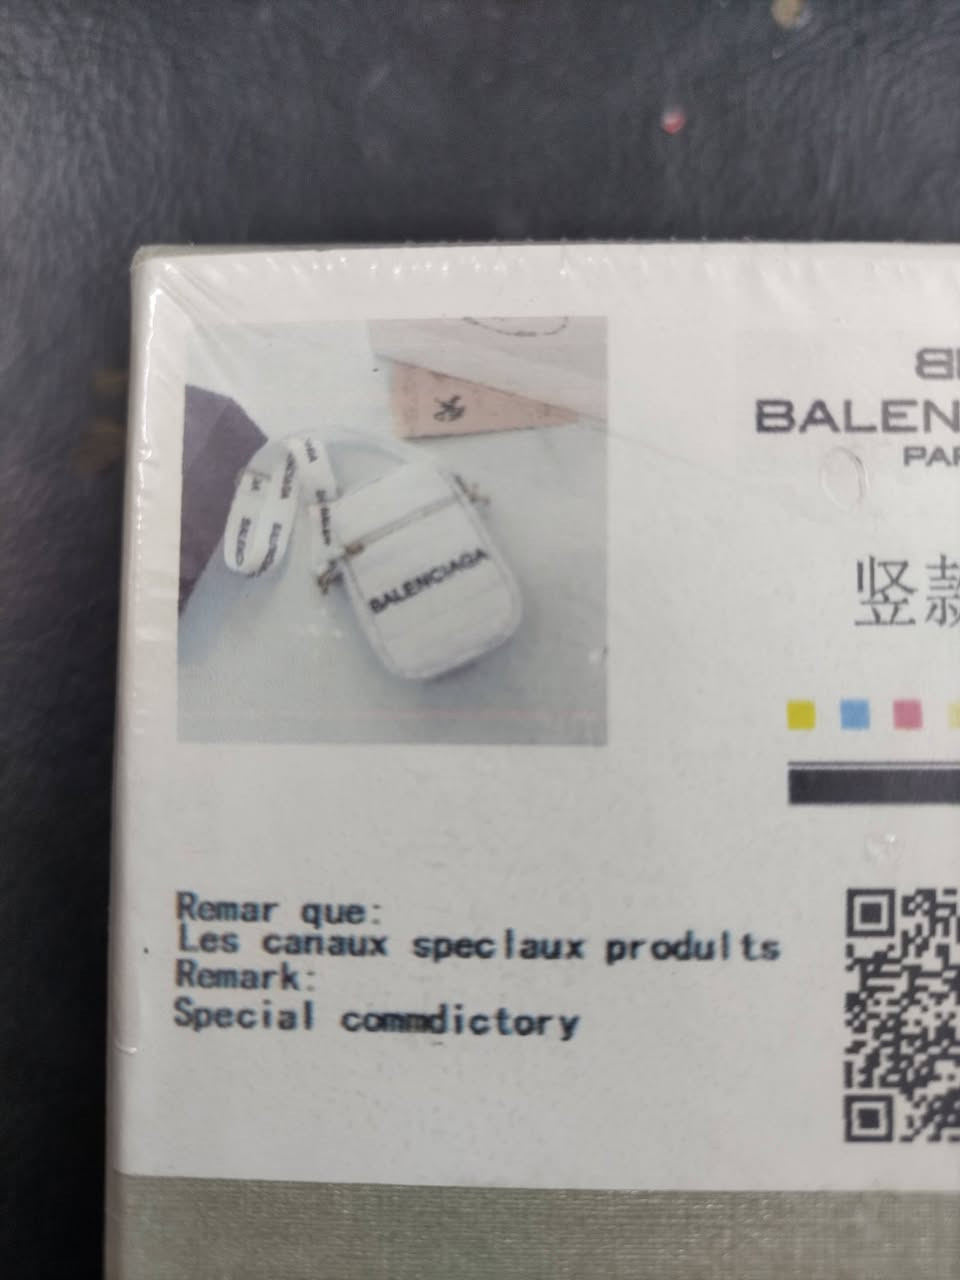 BALENCIAGA
BALEN
PAR
竖款
Remar que:
Les canaux speclaux prodults
Remark:
Special commdictory